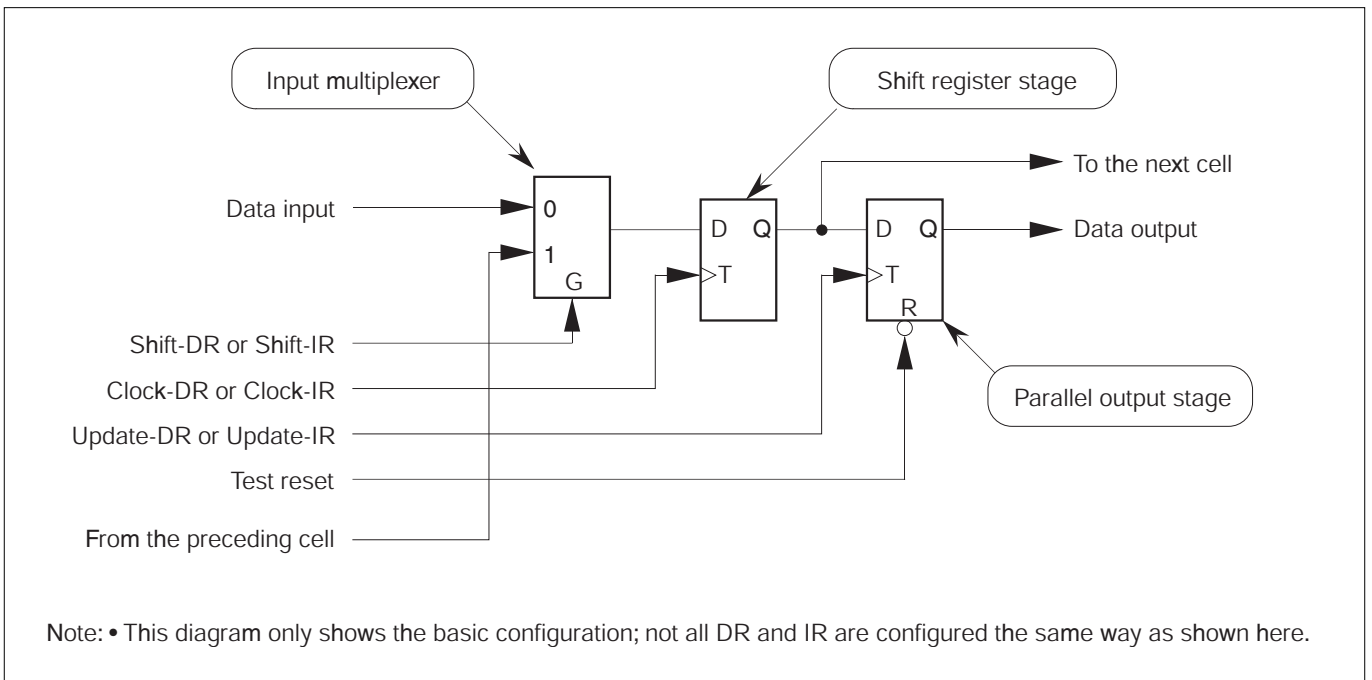 Input multiplexer
Shift register stage
To the next cell
Data input
0
D Q
D Q
Data output
1
G
T
T
R
Shift-DR or Shift-IR
Clock-DR or Clock-IR
Parallel output stage
Update-DR or Update-IR
Test reset
From the preceding cell
Note: • This diagram only shows the basic configuration; not all DR and IR are configured the same way as shown here.